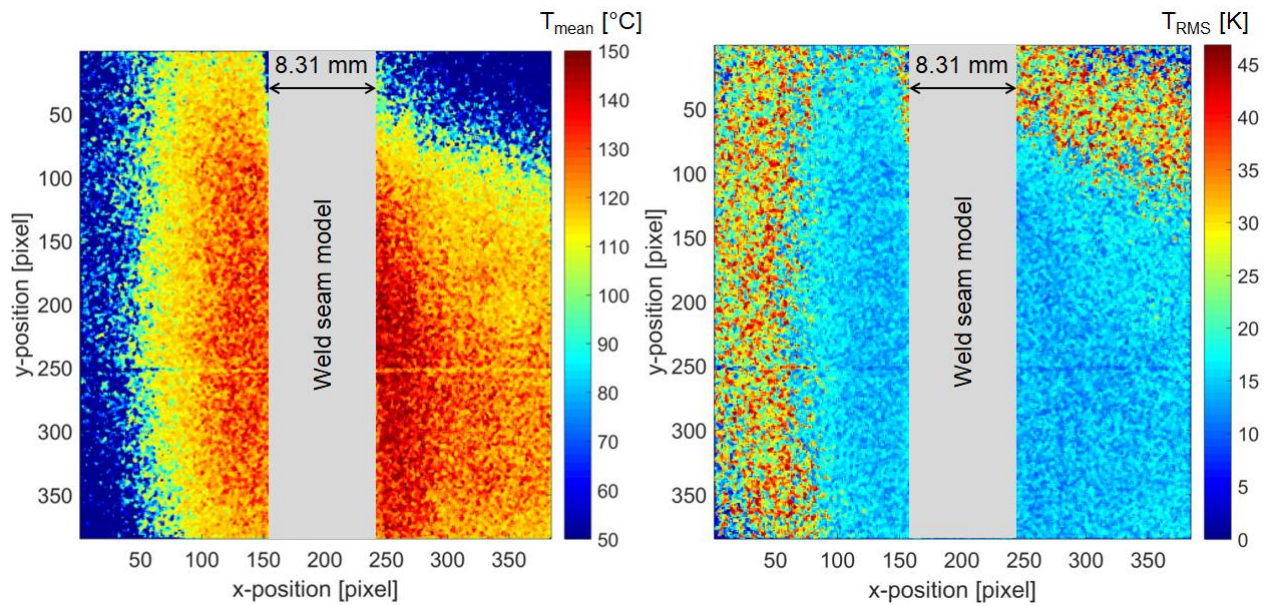 T_mean [°C]
8.31 mm
Weld seam model
y-position [pixel]
50
100
150
200
250
300
350
50 100 150 200 250 300 350
x-position [pixel]
150
140
130
120
110
100
90
80
70
60
50
T_RMS [K]
8.31 mm
Weld seam model
y-position [pixel]
50
100
150
200
250
300
350
50 100 150 200 250 300 350
x-position [pixel]
45
40
35
30
25
20
15
10
5
0